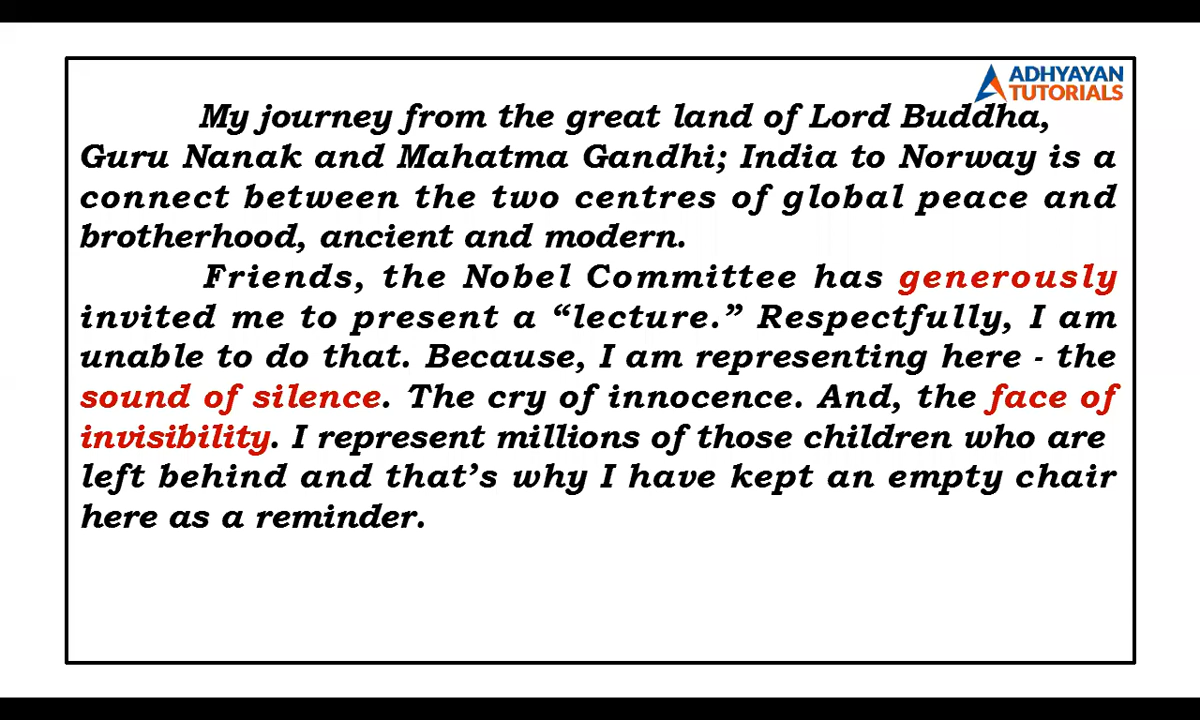 ADHYAYAN
TUTORIALS
My journey from the great land of Lord Buddha,
Guru Nanak and Mahatma Gandhi; India to Norway is a
connect between the two centres of global peace and
brotherhood, ancient and modern.
Friends, the Nobel Committee has generously
invited me to present a “lecture.” Respectfully, I am
unable to do that. Because, I am representing here - the
sound of silence. The cry of innocence. And, the face of
invisibility. I represent millions of those children who are
left behind and that’s why I have kept an empty chair
here as a reminder.